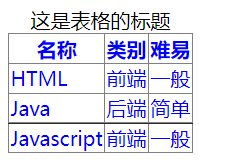 这是表格的标题
名称 类别 难易
HTML 前端 一般
Java 后端 简单
Javascript 前端 一般